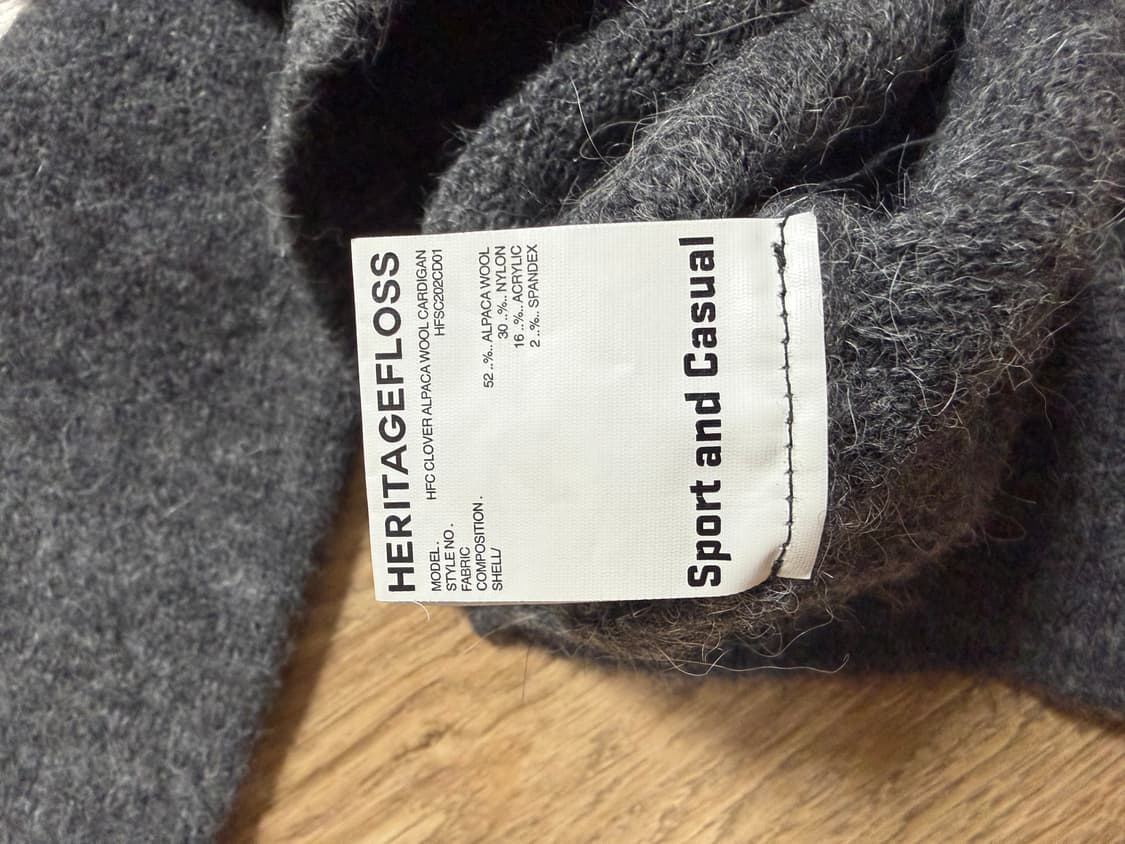 HERITAGEFLOSS
MODEL. HFC CLOVER ALPACA WOOL CARDIGAN
STYLE NO. HFSC202CD01
FABRIC
COMPOSITION.
SHELL/ 52 ..%.. ALPACA WOOL
30 ..%.. NYLON
16 ..%.. ACRYLIC
2 ..%.. SPANDEX
Sport and Casual